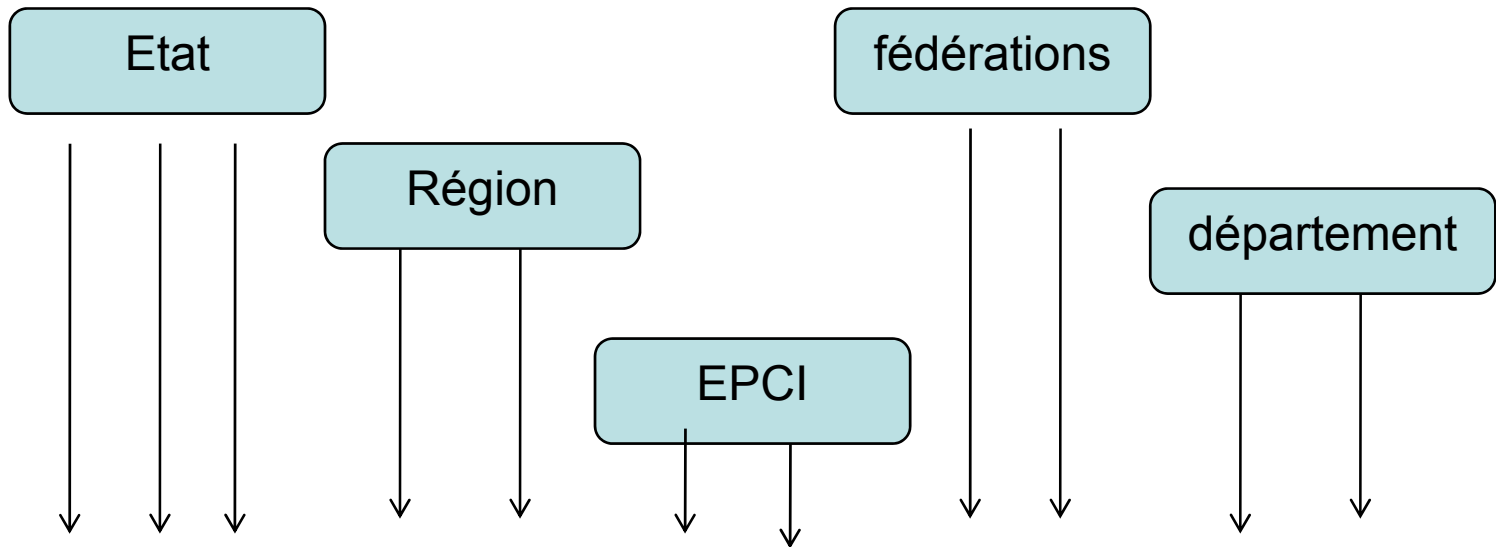 Etat
fédérations
Région
département
EPCI